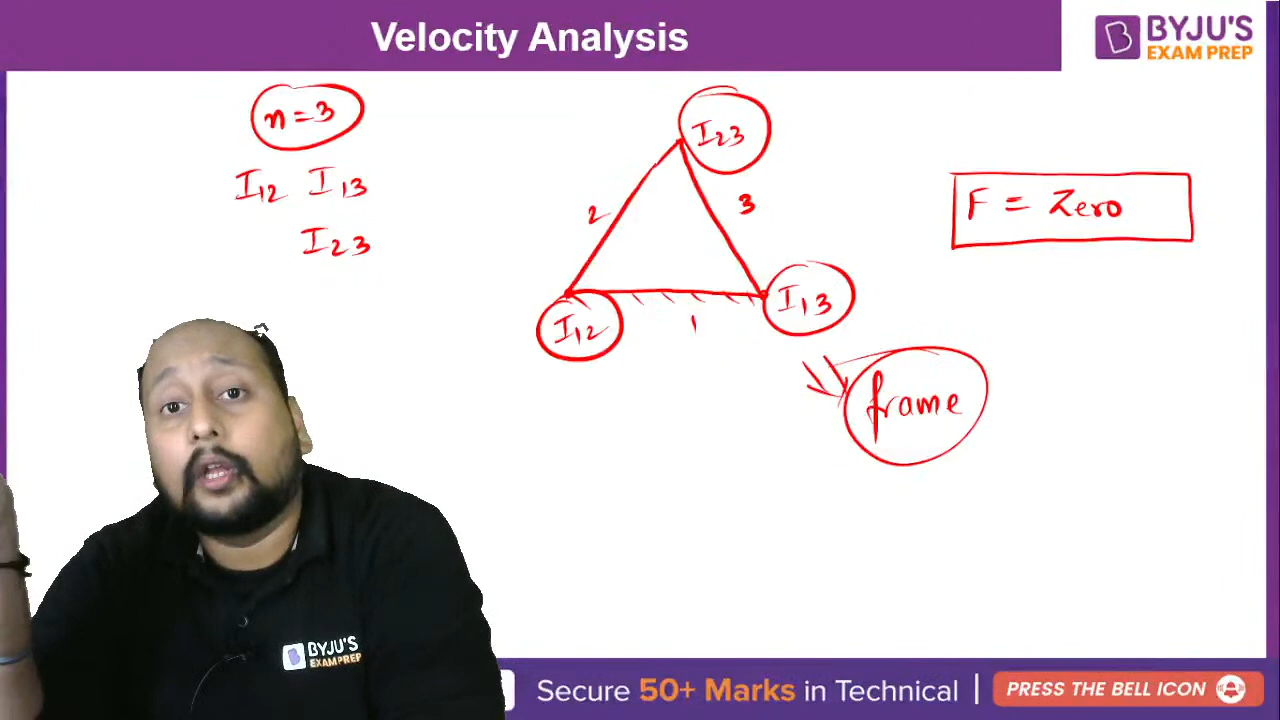 Velocity Analysis
BYJU'S
EXAM PREP
n=3
I12 I13
I23
I23
2
3
F = Zero
I12
1
I13
frame
BYJU'S
EXAM PREP
Secure 50+ Marks in Technical
PRESS THE BELL ICON